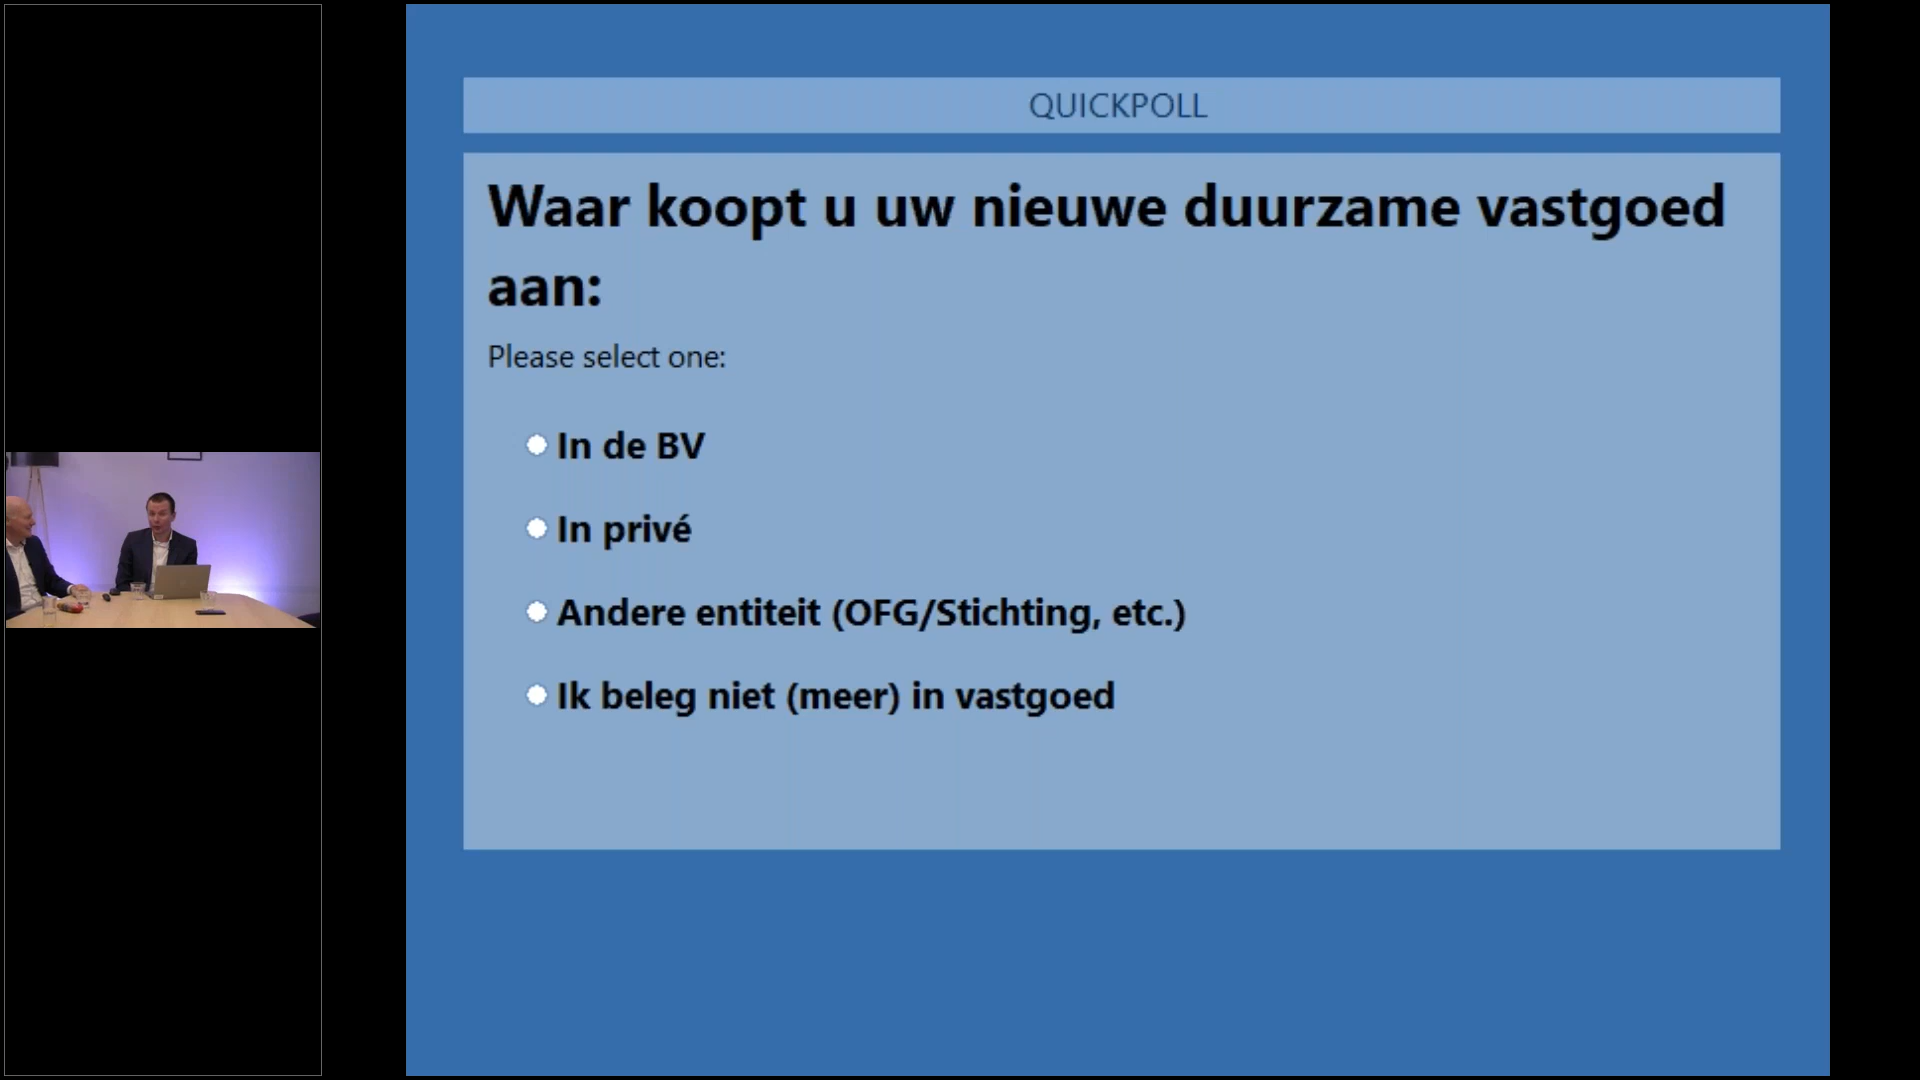 QUICKPOLL
Waar koopt u uw nieuwe duurzame vastgoed
aan:
Please select one:
In de BV
In privé
Andere entiteit (OFG/Stichting, etc.)
Ik beleg niet (meer) in vastgoed